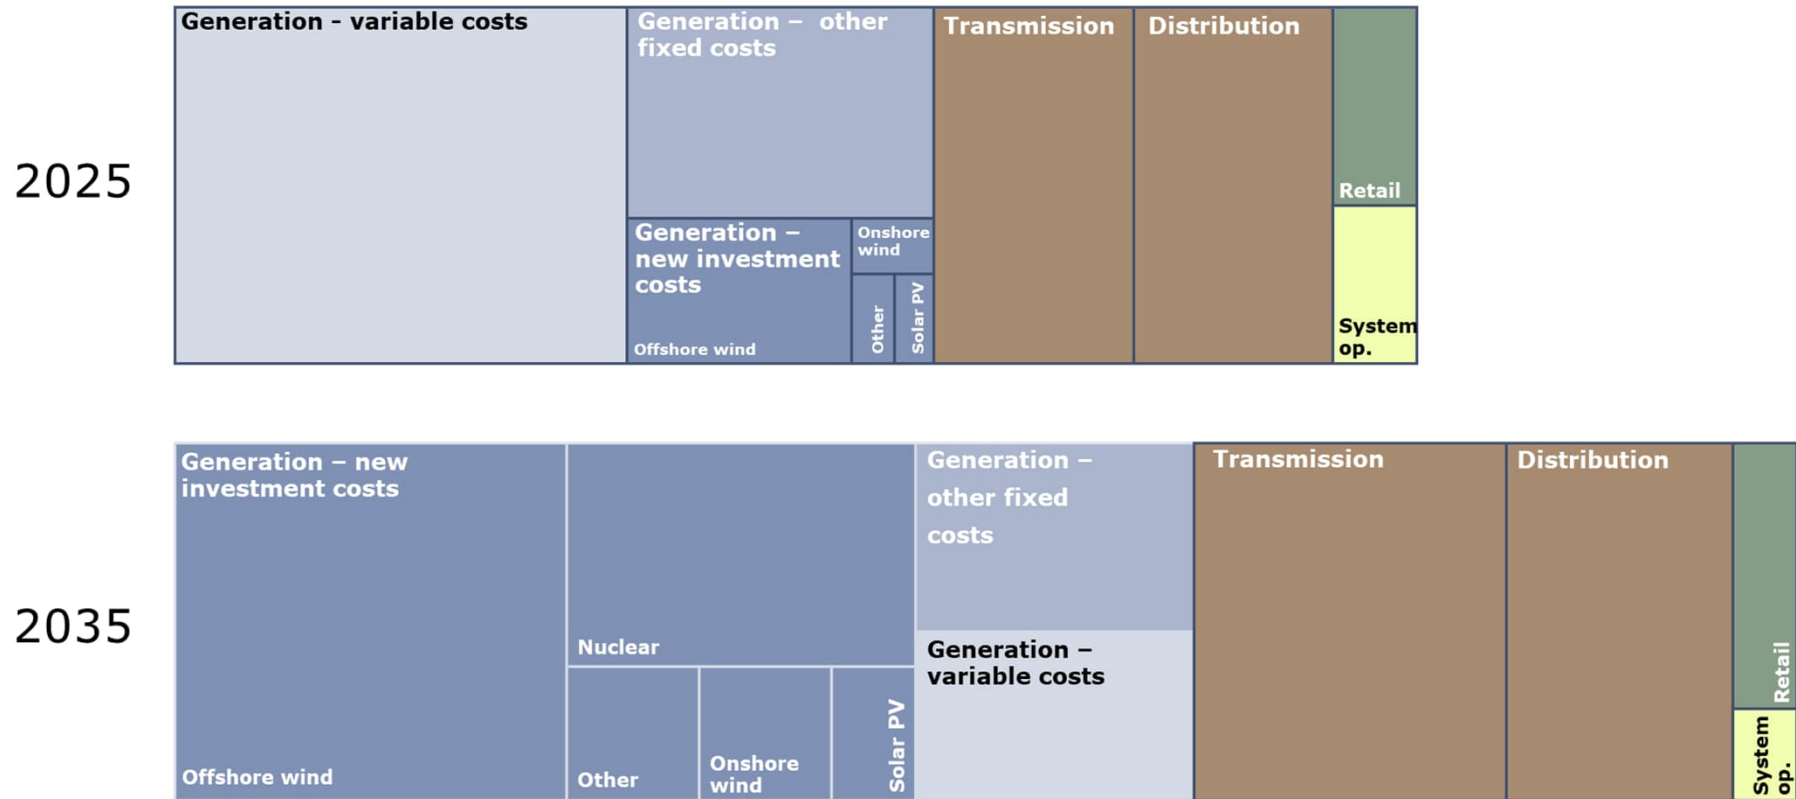 2025
Generation - variable costs
Generation –  other
fixed costs
Generation –
new investment
costs
Offshore wind
Onshore
wind
Other
Solar PV
Transmission
Distribution
Retail
System
op.
2035
Generation – new
investment costs
Offshore wind
Nuclear
Other
Onshore
wind
Solar PV
Generation –
other fixed
costs
Generation –
variable costs
Transmission
Distribution
Retail
System
op.